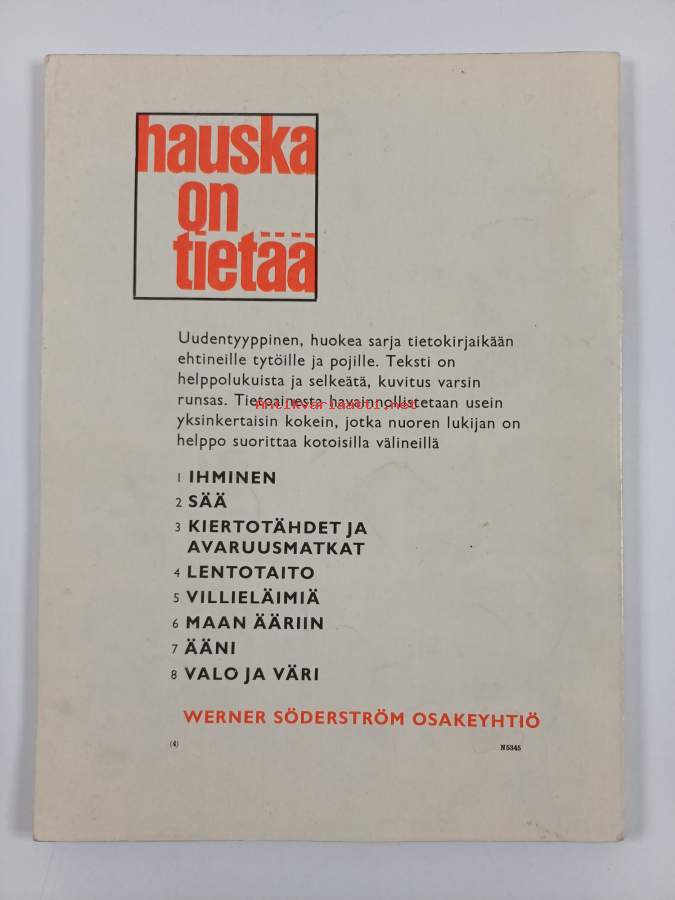 hauska
on
tietää
Uudentyyppinen, huokea sarja tietokirjaikään
ehtineille tytöille ja pojille. Teksti on
helppolukuista ja selkeätä, kuvitus varsin
runsas. Tietoainesta havainnollistetaan usein
Antikvariaatti.net
yksinkertaisin kokein, jotka nuoren lukijan on
helppo suorittaa kotoisilla välineillä
1 IHMINEN
2 SÄÄ
3 KIERTOTÄHDET JA
AVARUUSMATKAT
4 LENTOTAITO
5 VILLIELÄIMIÄ
6 MAAN ÄÄRIIN
7 ÄÄNI
8 VALO JA VÄRI
WERNER SÖDERSTRÖM OSAKEYHTIÖ
(4) N5345